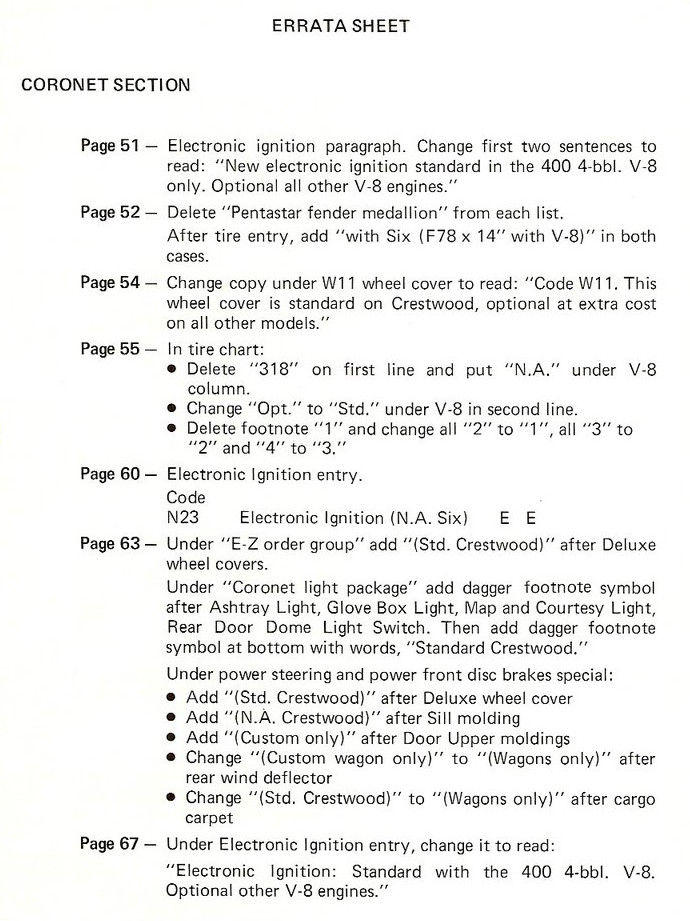 ERRATA SHEET
CORONET SECTION
Page 51 — Electronic ignition paragraph. Change first two sentences to
read: "New electronic ignition standard in the 400 4-bbl. V-8
only. Optional all other V-8 engines."
Page 52 — Delete "Pentastar fender medallion" from each list.
After tire entry, add "with Six (F78 x 14" with V-8)" in both
cases.
Page 54 — Change copy under W11 wheel cover to read: "Code W11. This
wheel cover is standard on Crestwood, optional at extra cost
on all other models."
Page 55 — In tire chart:
● Delete "318" on first line and put "N.A." under V-8
column.
● Change "Opt." to "Std." under V-8 in second line.
● Delete footnote "1" and change all "2" to "1", all "3" to
"2" and "4" to "3."
Page 60 — Electronic Ignition entry.
Code
N23 Electronic Ignition (N.A. Six) E E
Page 63 — Under "E-Z order group" add "(Std. Crestwood)" after Deluxe
wheel covers.
Under "Coronet light package" add dagger footnote symbol
after Ashtray Light, Glove Box Light, Map and Courtesy Light,
Rear Door Dome Light Switch. Then add dagger footnote
symbol at bottom with words, "Standard Crestwood."
Under power steering and power front disc brakes special:
● Add "(Std. Crestwood)" after Deluxe wheel cover
● Add "(N.A. Crestwood)" after Sill molding
● Add "(Custom only)" after Door Upper moldings
● Change "(Custom wagon only)" to "(Wagons only)" after
rear wind deflector
● Change "(Std. Crestwood)" to "(Wagons only)" after cargo
carpet
Page 67 — Under Electronic Ignition entry, change it to read:
"Electronic Ignition: Standard with the 400 4-bbl. V-8.
Optional other V-8 engines."